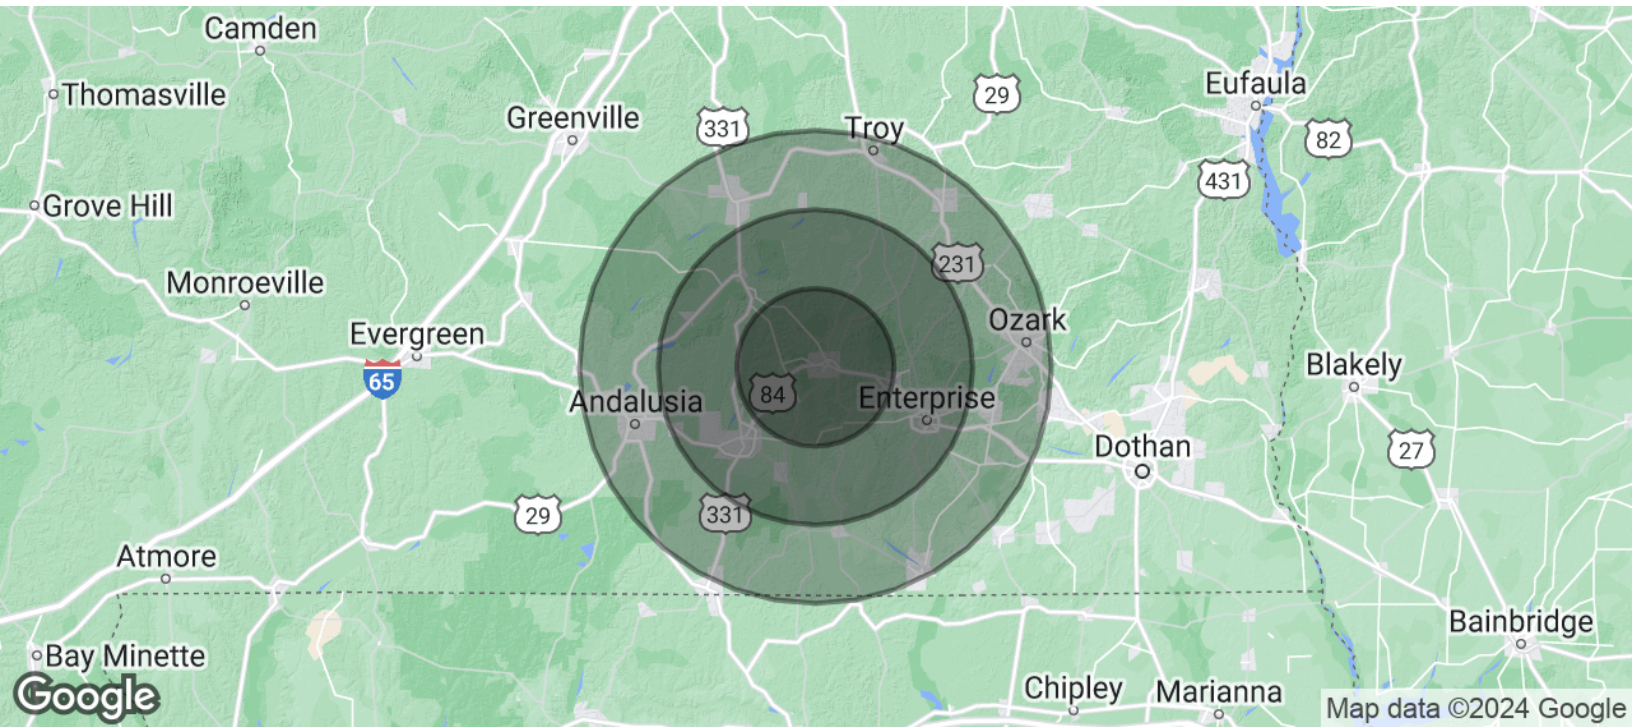 Camden
Thomasville
Greenville
331
Troy
29
Eufaula
82
431
Grove Hill
231
Monroeville
Ozark
Evergreen
65
Blakely
84
Enterprise
Andalusia
Dothan
27
29
331
Atmore
Bainbridge
Bay Minette
Chipley
Marianna
Google
Map data ©2024 Google